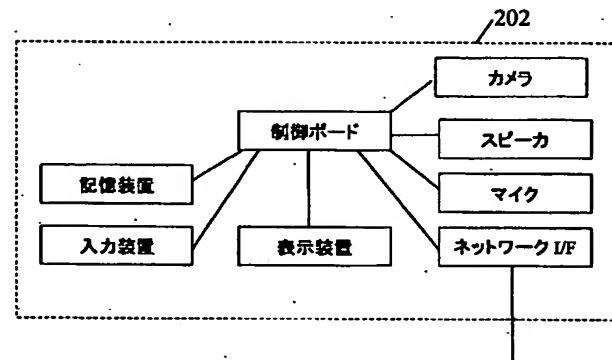 202
カメラ
制御ボード
スピーカ
記憶装置
マイク
入力装置
表示装置
ネットワーク I/F